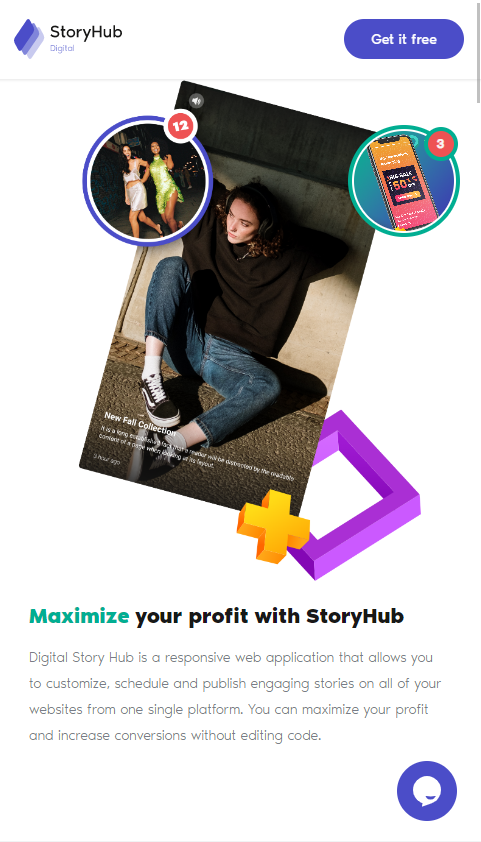 StoryHub
Digital
Get it free
12
3
50
New Fall Collection
It is a long established fact that a reader will be distracted by the readable
content of a page when looking at its layout.
3 hour ago
Maximize your profit with StoryHub
Digital Story Hub is a responsive web application that allows you
to customize, schedule and publish engaging stories on all of your
websites from one single platform. You can maximize your profit
and increase conversions without editing code.